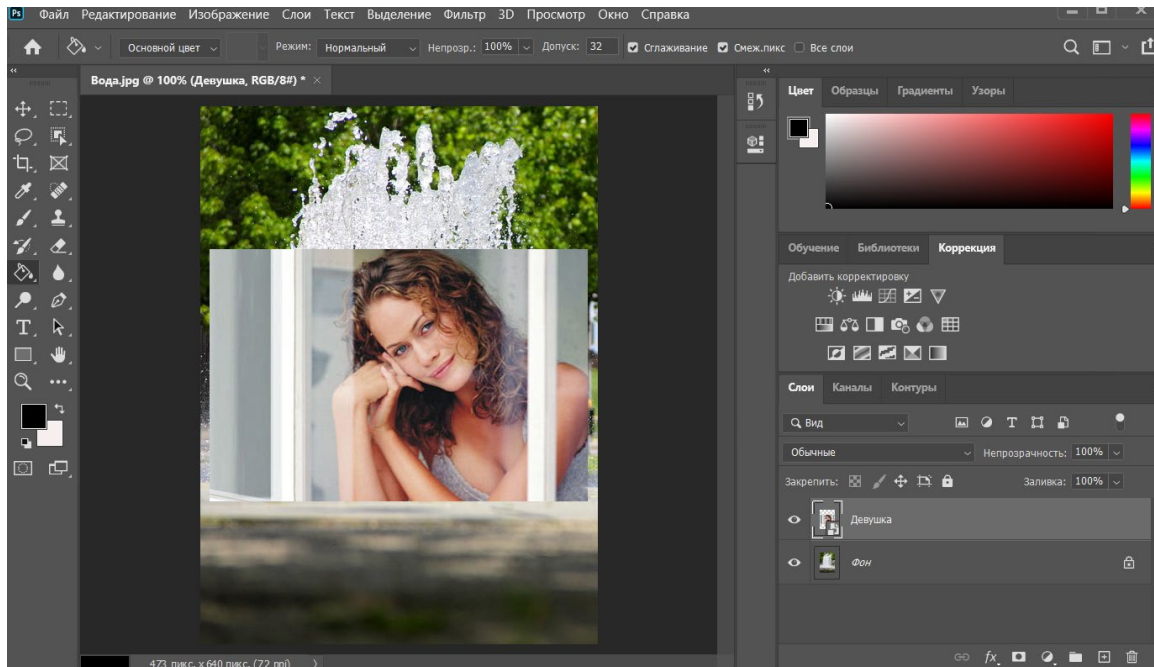 Ps Файл Редактирование Изображение Слои Текст Выделение Фильтр 3D Просмотр Окно Справка
Основной цвет Режим: Нормальный Непрозр.: 100% Допуск: 32 Сглаживание Смеж.пикс Все слои
Вода.jpg @ 100% (Девушка, RGB/8#) * ×
Цвет Образцы Градиенты Узоры
Обучение Библиотеки Коррекция
Добавить корректировку
Слои Каналы Контуры
Вид
Обычные Непрозрачность: 100%
Закрепить: Заливка: 100%
Девушка
Фон
fx
473 пикс. x 640 пикс. (72 ppi)